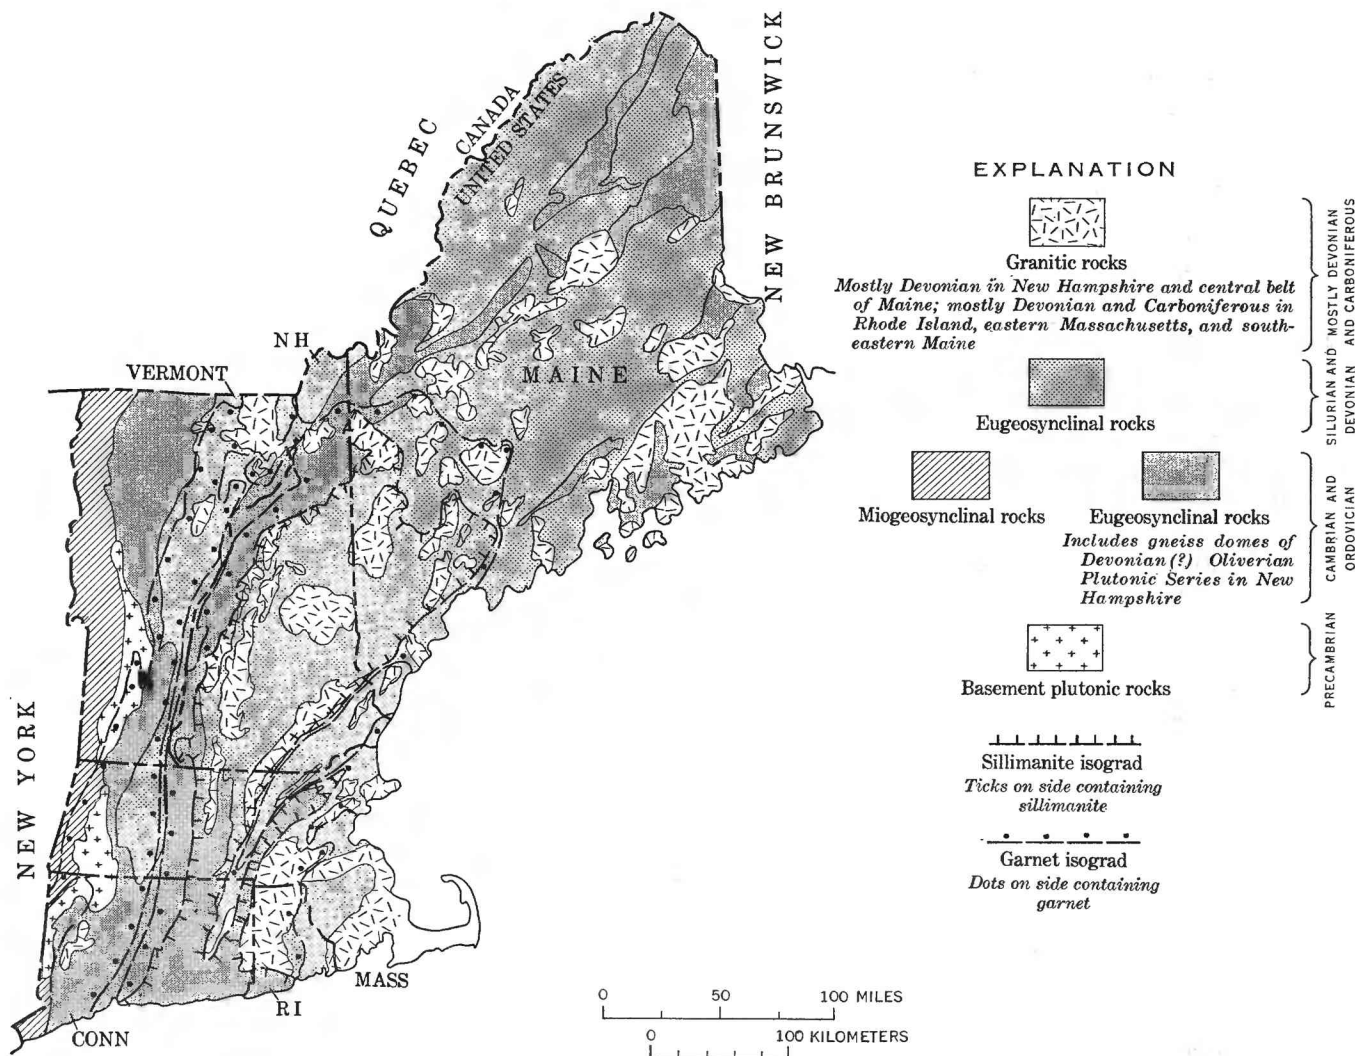 QUEBEC
CANADA
UNITED STATES
NEW BRUNSWICK
NH
VERMONT
MAINE
NEW YORK
MASS
RI
CONN
0 50 100 MILES
0 100 KILOMETERS
EXPLANATION
Granitic rocks
Mostly Devonian in New Hampshire and central belt
of Maine; mostly Devonian and Carboniferous in
Rhode Island, eastern Massachusetts, and south-
eastern Maine
MOSTLY DEVONIAN
AND CARBONIFEROUS
Eugeosynclinal rocks
SILURIAN AND
DEVONIAN
Miogeosynclinal rocks
Eugeosynclinal rocks
Includes gneiss domes of
Devonian (?) Oliverian
Plutonic Series in New
Hampshire
CAMBRIAN AND
ORDOVICIAN
Basement plutonic rocks
PRECAMBRIAN
Sillimanite isograd
Ticks on side containing
sillimanite
Garnet isograd
Dots on side containing
garnet